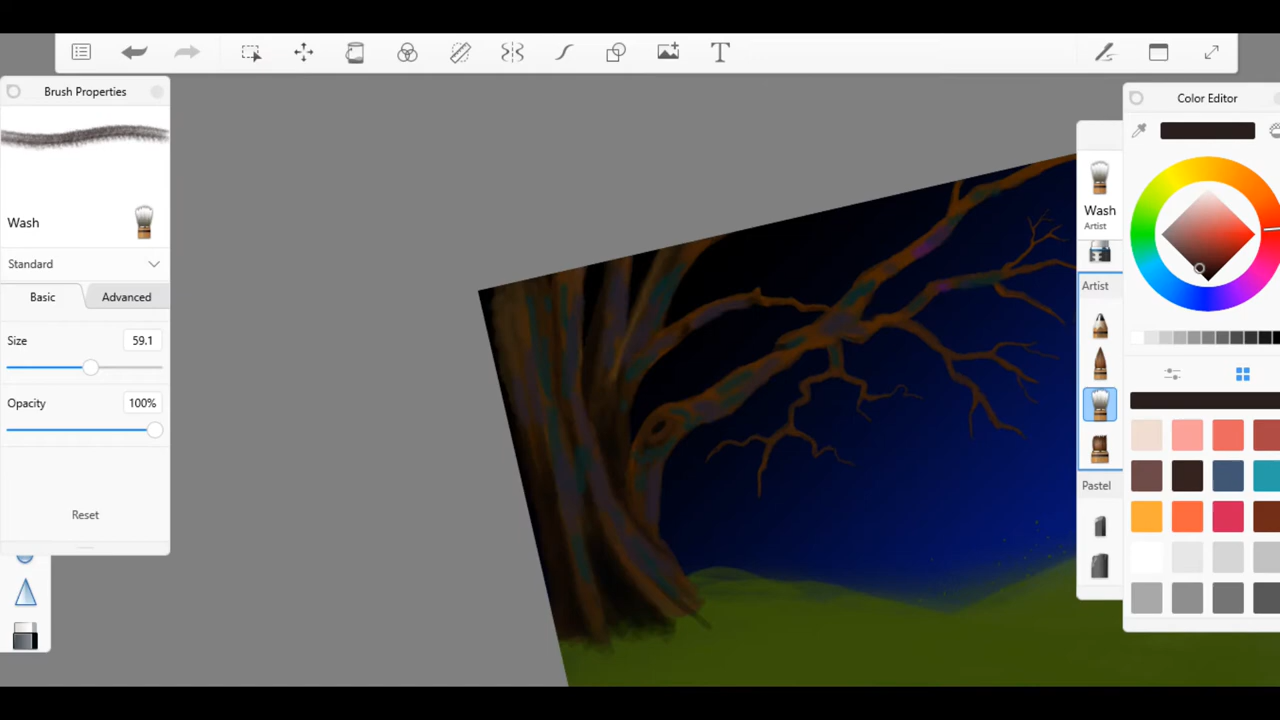 Brush Properties
Wash
Standard
Basic
Advanced
Size
59.1
Opacity
100%
Reset
T
Wash
Artist
Artist
Pastel
Color Editor